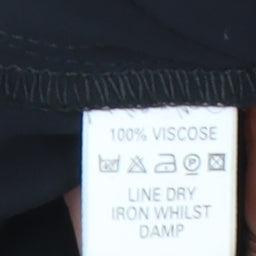 100% VISCOSE
LINE DRY
IRON WHILST
DAMP